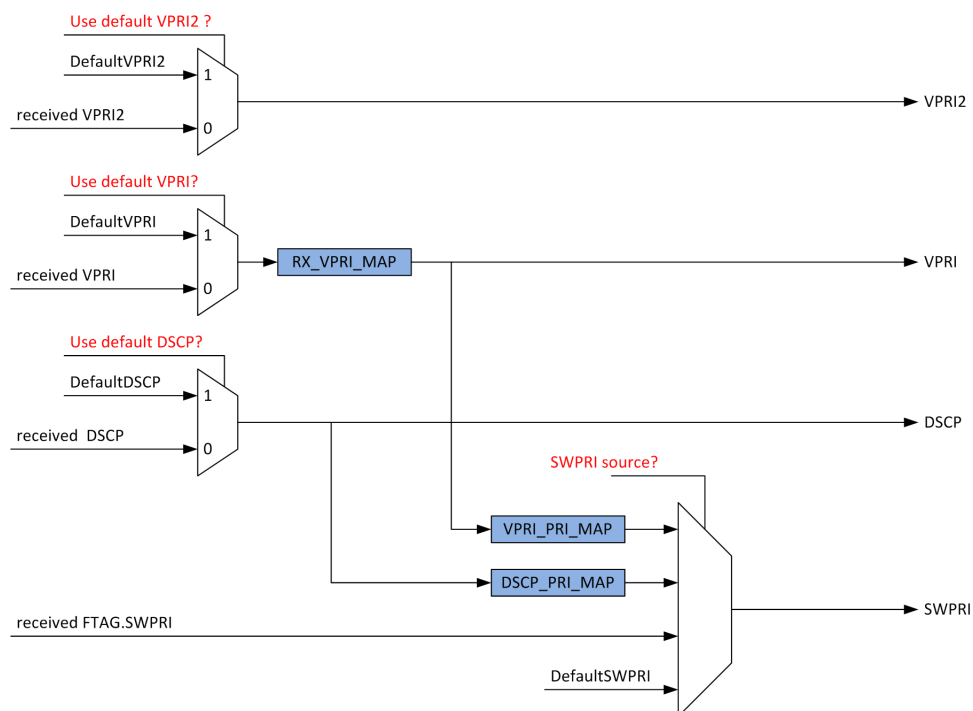 Use default VPRI2 ?
DefaultVPRI2
1
received VPRI2
0
VPRI2
Use default VPRI?
DefaultVPRI
1
RX_VPRI_MAP
VPRI
received VPRI
0
Use default DSCP?
DefaultDSCP
1
received  DSCP
0
DSCP
SWPRI source?
VPRI_PRI_MAP
DSCP_PRI_MAP
SWPRI
received FTAG.SWPRI
DefaultSWPRI